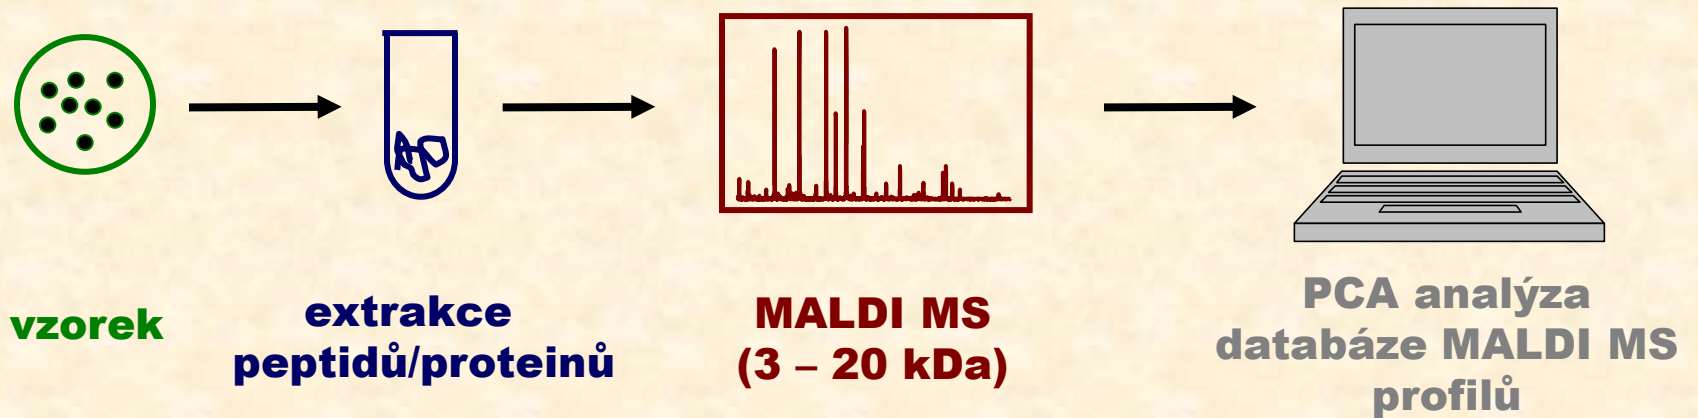 vzorek
extrakce
peptidů/proteinů
MALDI MS
(3 – 20 kDa)
PCA analýza
databáze MALDI MS
profilů